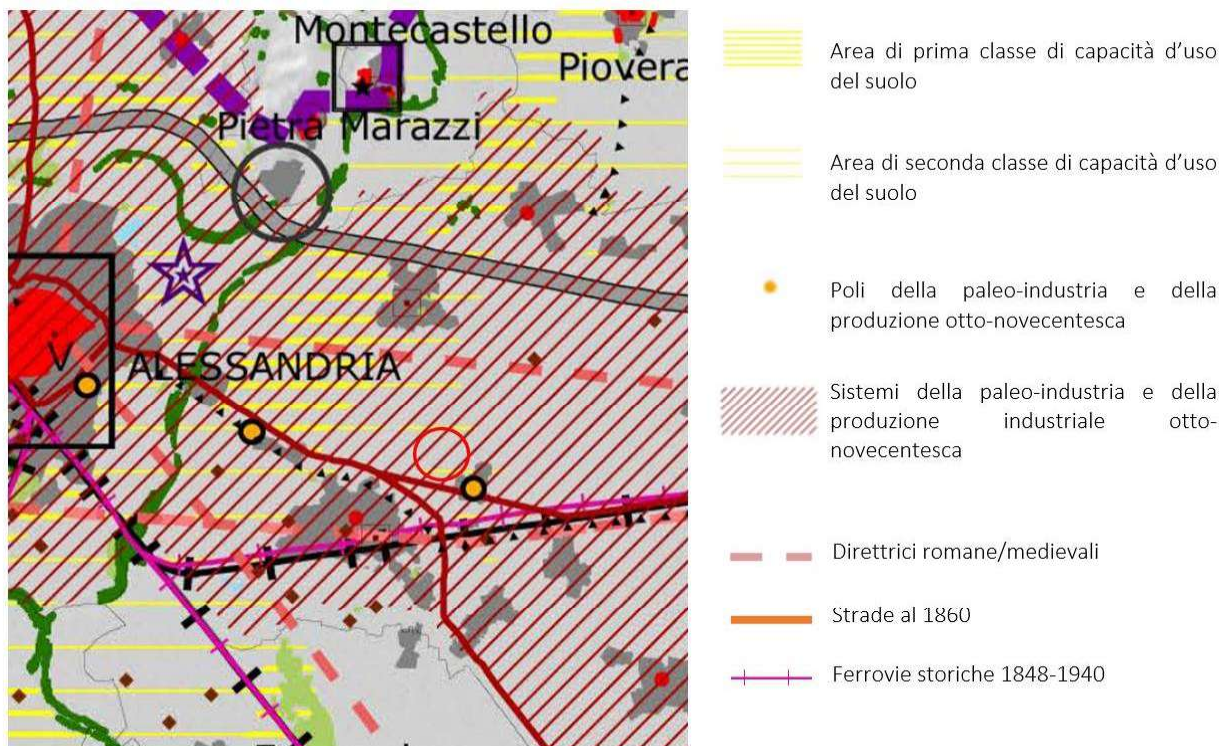 Montecastello
Piovera
Pietra Marazzi
V
ALESSANDRIA
Area di prima classe di capacità d'uso
del suolo
Area di seconda classe di capacità d'uso
del suolo
Poli della paleo-industria e della
produzione otto-novecentesca
Sistemi della paleo-industria e della
produzione industriale otto-
novecentesca
Direttrici romane/medievali
Strade al 1860
Ferrovie storiche 1848-1940